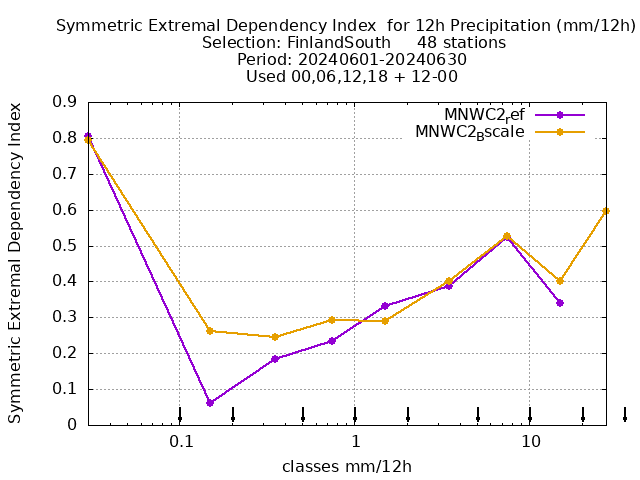 Symmetric Extremal Dependency Index  for 12h Precipitation (mm/12h)
Selection: FinlandSouth     48 stations
Period: 20240601-20240630
Used 00,06,12,18 + 12-00
MNWC2ref
MNWC2Bscale
Symmetric Extremal Dependency Index
0.9
0.8
0.7
0.6
0.5
0.4
0.3
0.2
0.1
0
0.1 1 10
classes mm/12h